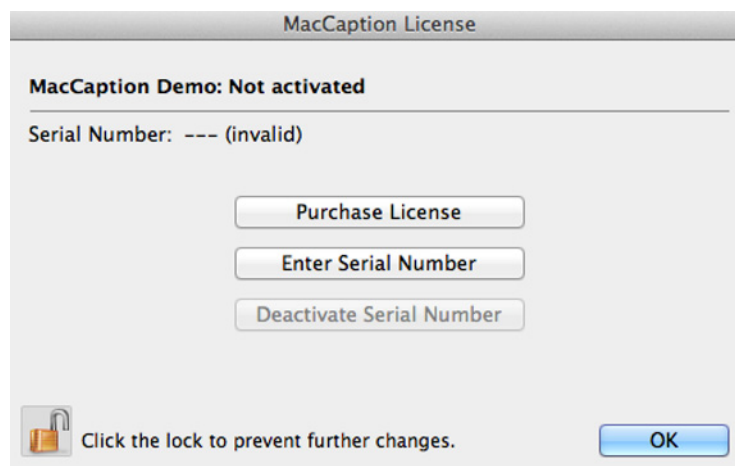 MacCaption License
MacCaption Demo: Not activated
Serial Number: --- (invalid)
Purchase License
Enter Serial Number
Deactivate Serial Number
Click the lock to prevent further changes.
OK